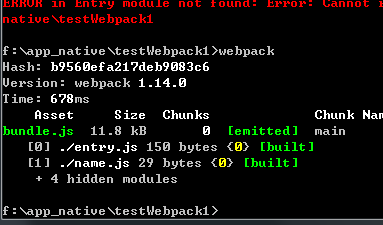 ERROR in Entry module not found: Error: Cannot r
native\testWebpack1
f:\app_native\testWebpack1>webpack
Hash: b9560efa217deb9083c6
Version: webpack 1.14.0
Time: 678ms
Asset Size Chunks Chunk Nam
bundle.js 11.8 kB 0 [emitted] main
[0] ./entry.js 150 bytes {0} [built]
[1] ./name.js 29 bytes {0} [built]
+ 4 hidden modules
f:\app_native\testWebpack1>